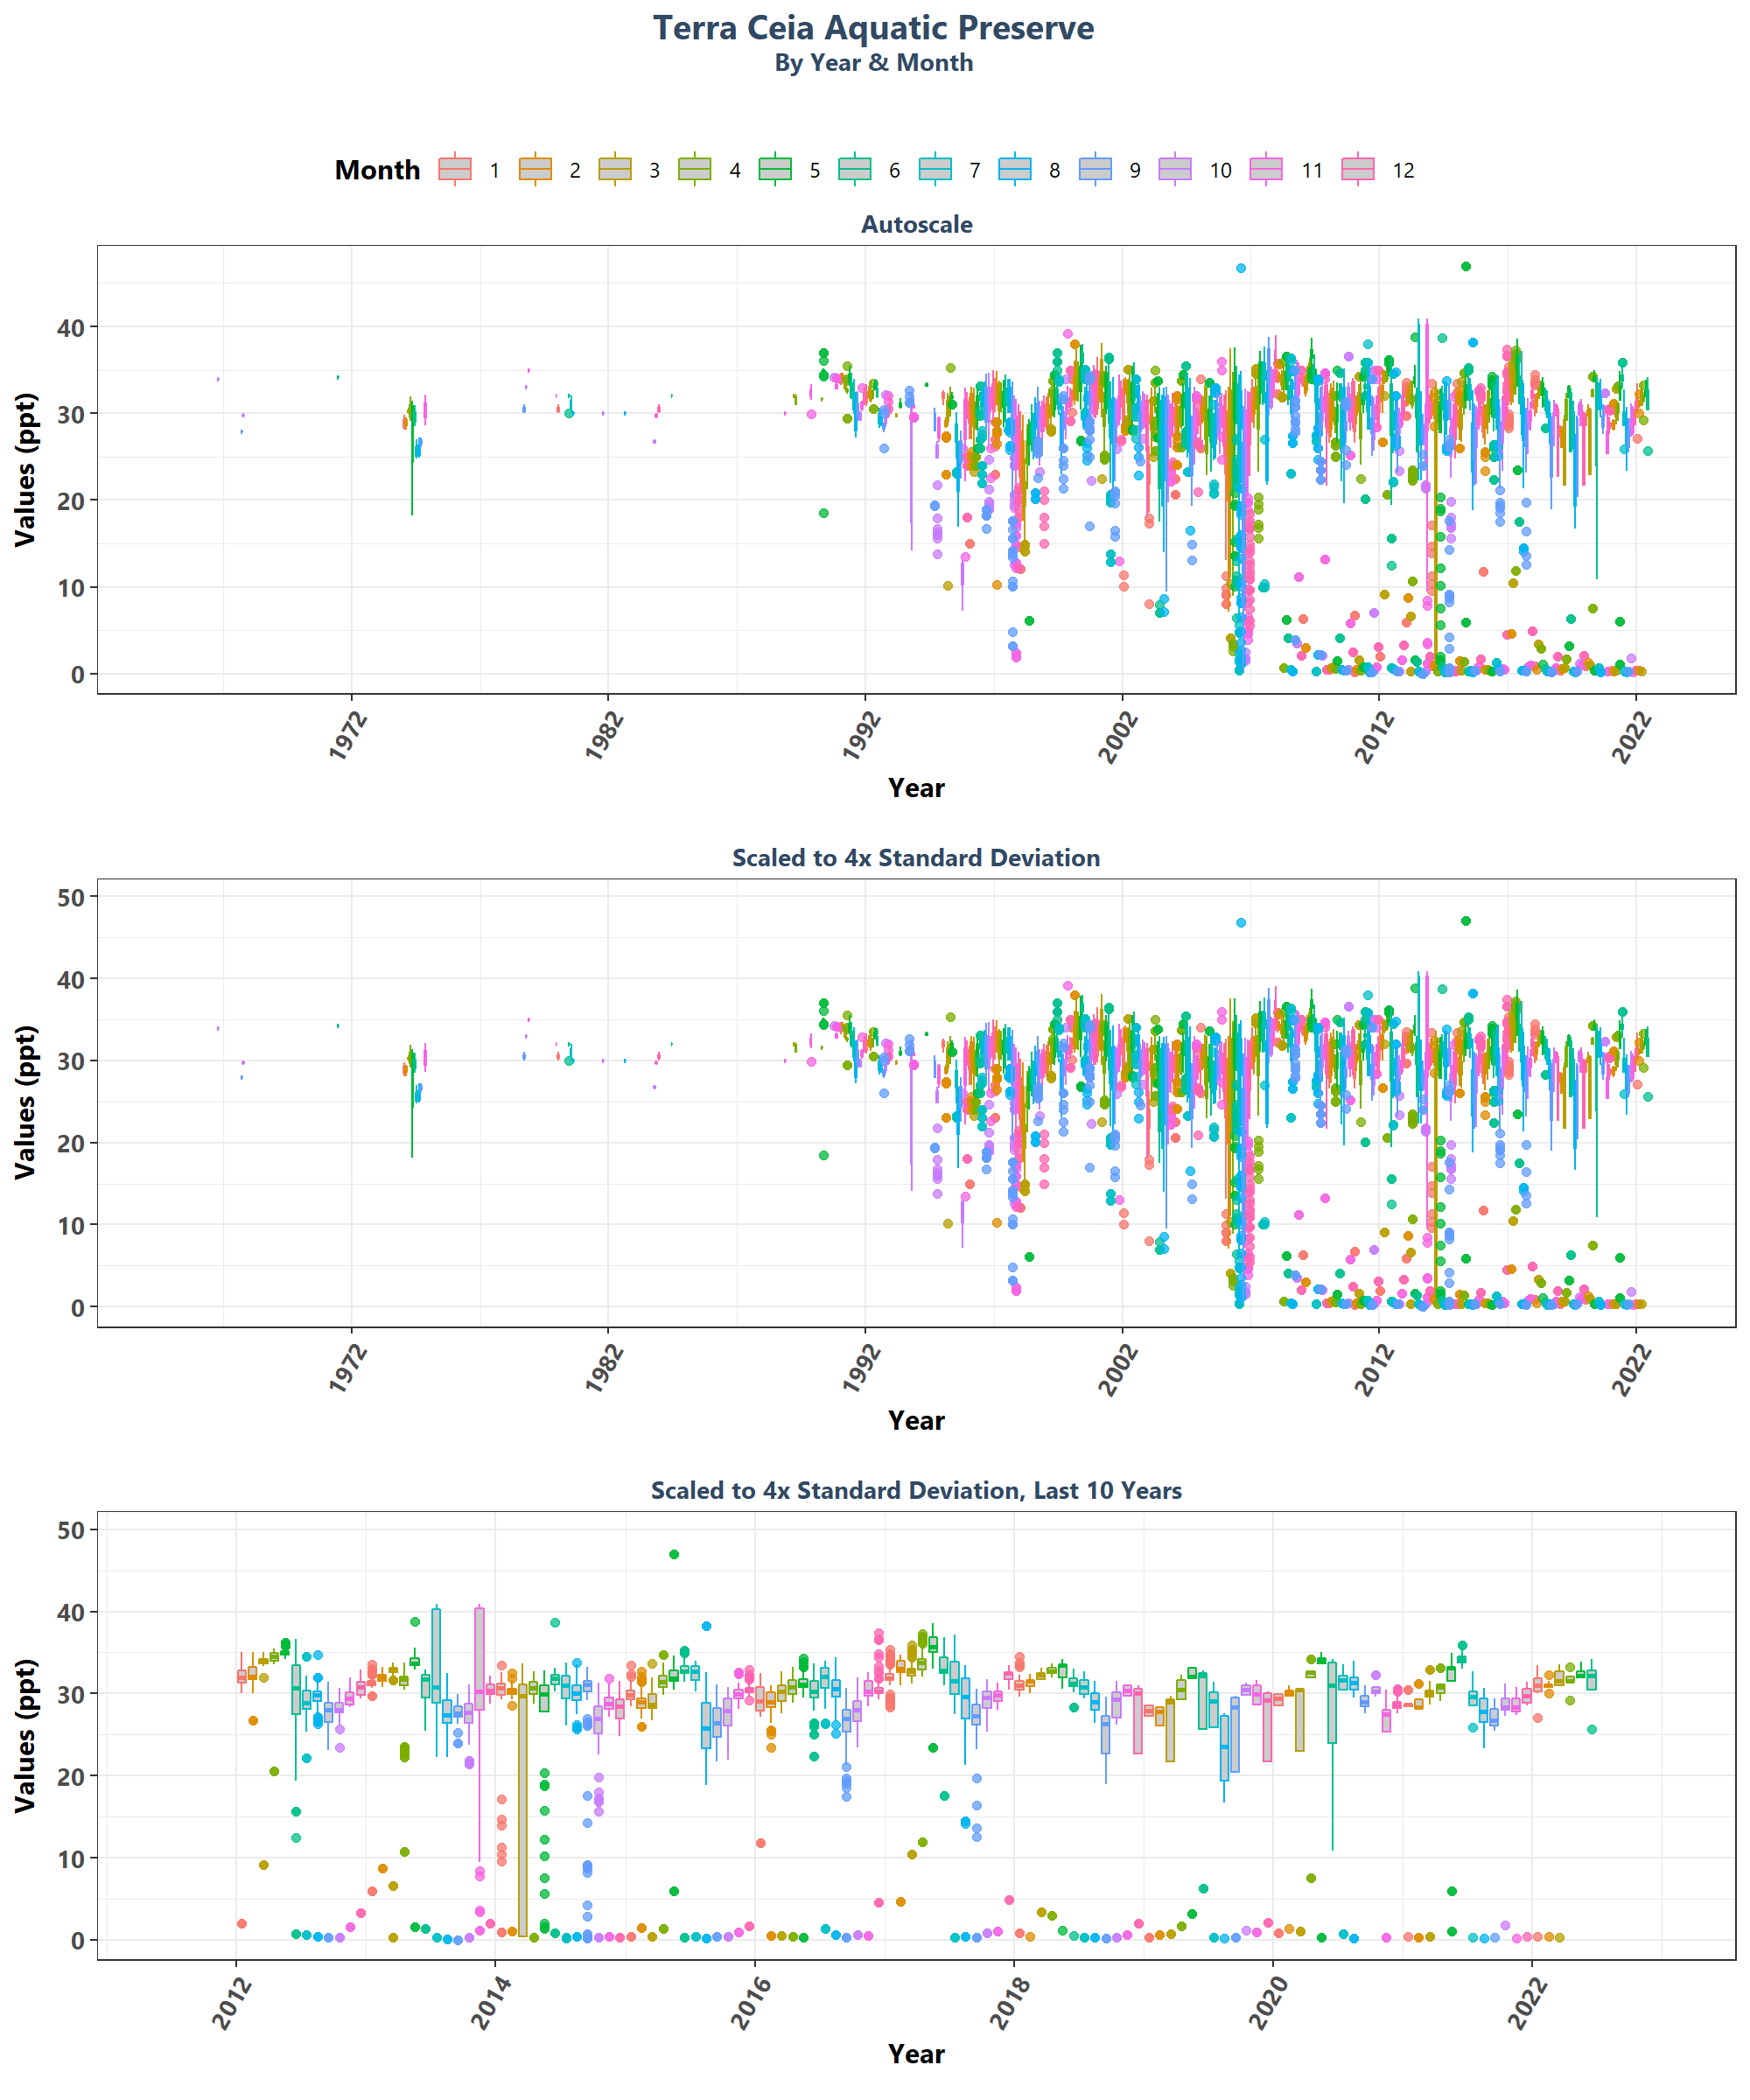 Terra Ceia Aquatic Preserve
By Year & Month
Month 1 2 3 4 5 6 7 8 9 10 11 12
Autoscale
Values (ppt)
40
30
20
10
0
1972 1982 1992 2002 2012 2022
Year
Scaled to 4x Standard Deviation
Values (ppt)
50
40
30
20
10
0
1972 1982 1992 2002 2012 2022
Year
Scaled to 4x Standard Deviation, Last 10 Years
Values (ppt)
50
40
30
20
10
0
2012 2014 2016 2018 2020 2022
Year